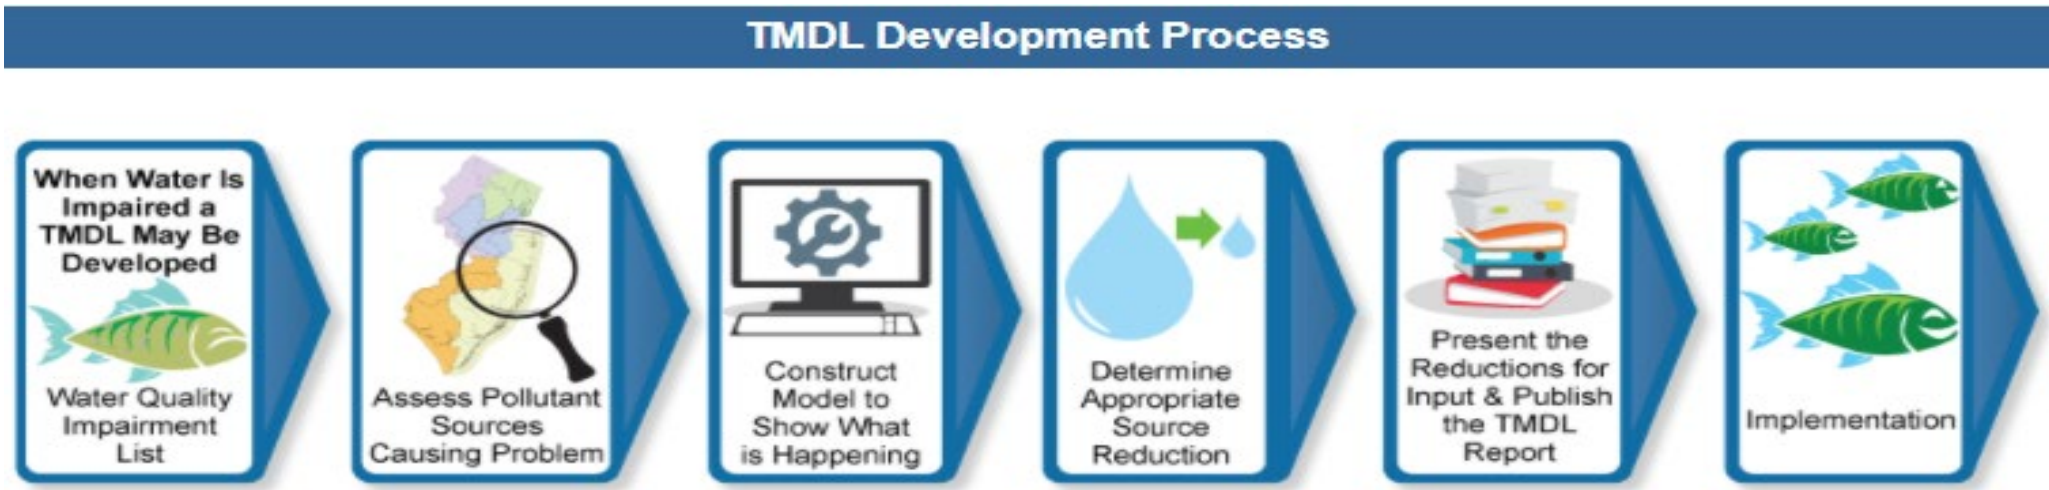 TMDL Development Process
When Water Is
Impaired a
TMDL May Be
Developed
Water Quality
Impairment
List
Assess Pollutant
Sources
Causing Problem
Construct
Model to
Show What
is Happening
Determine
Appropriate
Source
Reduction
Present the
Reductions for
Input & Publish
the TMDL
Report
Implementation